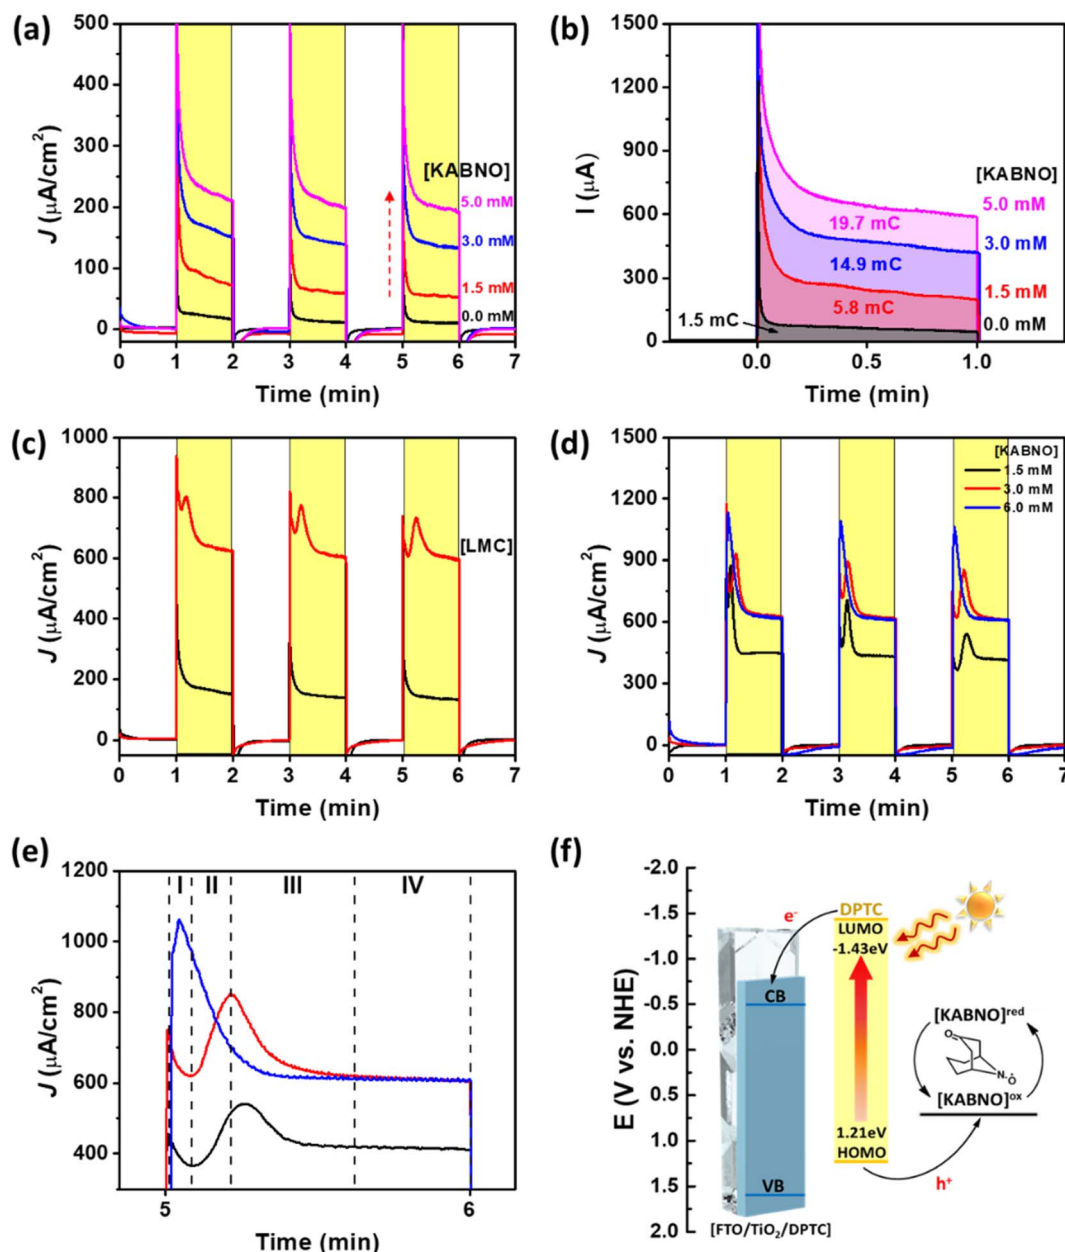 (a)
500
400
300
200
100
0
J (μA/cm²)
[KABNO]
5.0 mM
3.0 mM
1.5 mM
0.0 mM
0 1 2 3 4 5 6 7
Time (min)
(b)
1500
1200
900
600
300
0
I (μA)
[KABNO]
5.0 mM
3.0 mM
1.5 mM
0.0 mM
19.7 mC
14.9 mC
5.8 mC
1.5 mC
0.0 0.5 1.0
Time (min)
(c)
1000
800
600
400
200
0
J (μA/cm²)
[LMC]
0 1 2 3 4 5 6 7
Time (min)
(d)
1500
1200
900
600
300
0
J (μA/cm²)
[KABNO]
1.5 mM
3.0 mM
6.0 mM
0 1 2 3 4 5 6 7
Time (min)
(e)
1200
1000
800
600
400
J (μA/cm²)
I II III IV
5 6
Time (min)
(f)
-2.0
-1.5
-1.0
-0.5
0.0
0.5
1.0
1.5
2.0
E (V vs. NHE)
e⁻
DPTC
LUMO
-1.43eV
CB
[KABNO]ʳᵉᵈ
O
N
O
[KABNO]ᵒˣ
1.21eV
HOMO
VB
h⁺
[FTO/TiO₂/DPTC]